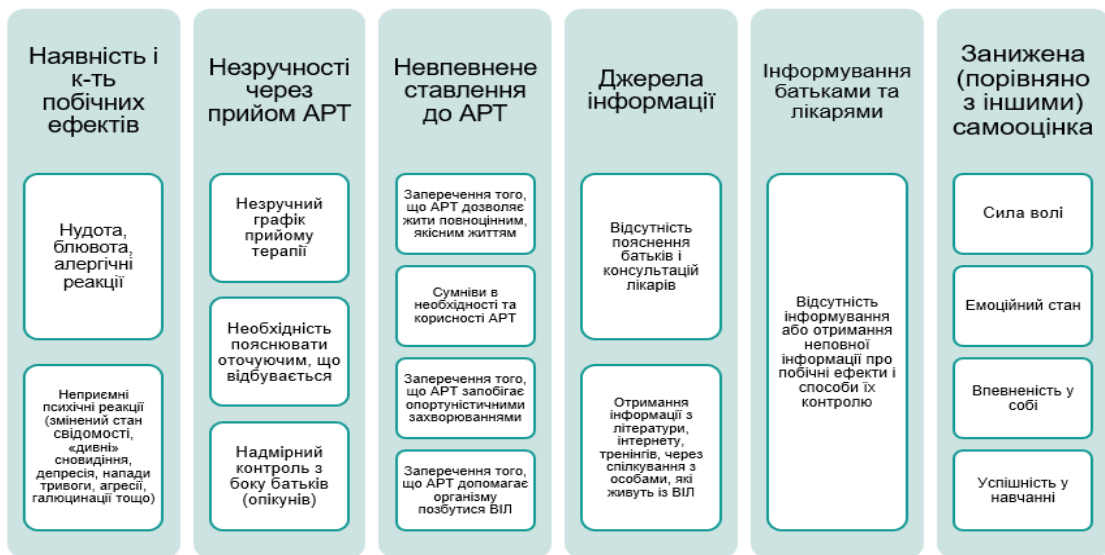 Наявність і
к-ть
побічних
ефектів
Нудота,
блювота,
алергічні
реакції
Неприємні
психічні реакції
(змінений стан
свідомості,
«дивні»
сновидіння,
депресія, напади
тривоги, агресії,
галюцинації тощо)
Незручності
через
прийом АРТ
Незручний
графік
прийому
терапії
Необхідність
пояснювати
оточуючим, що
відбувається
Надмірний
контроль з
боку батьків
(опікунів)
Невпевнене
ставлення
до АРТ
Заперечення того,
що АРТ дозволяє
жити повноцінним,
якісним життям
Сумніви в
необхідності та
корисності АРТ
Заперечення того,
що АРТ запобігає
опортуністичними
захворюваннями
Заперечення того,
що АРТ допомагає
організму
позбутися ВІЛ
Джерела
інформації
Відсутність
пояснення
батьків і
консультацій
лікарів
Отримання
інформації з
літератури,
інтернету,
тренінгів, через
спілкування з
особами, які
живуть із ВІЛ
Інформування
батьками та
лікарями
Відсутність
інформування
або отримання
неповної
інформації про
побічні ефекти і
способи їх
контролю
Занижена
(порівняно
з іншими)
самооцінка
Сила волі
Емоційний стан
Впевненість у
собі
Успішність у
навчанні